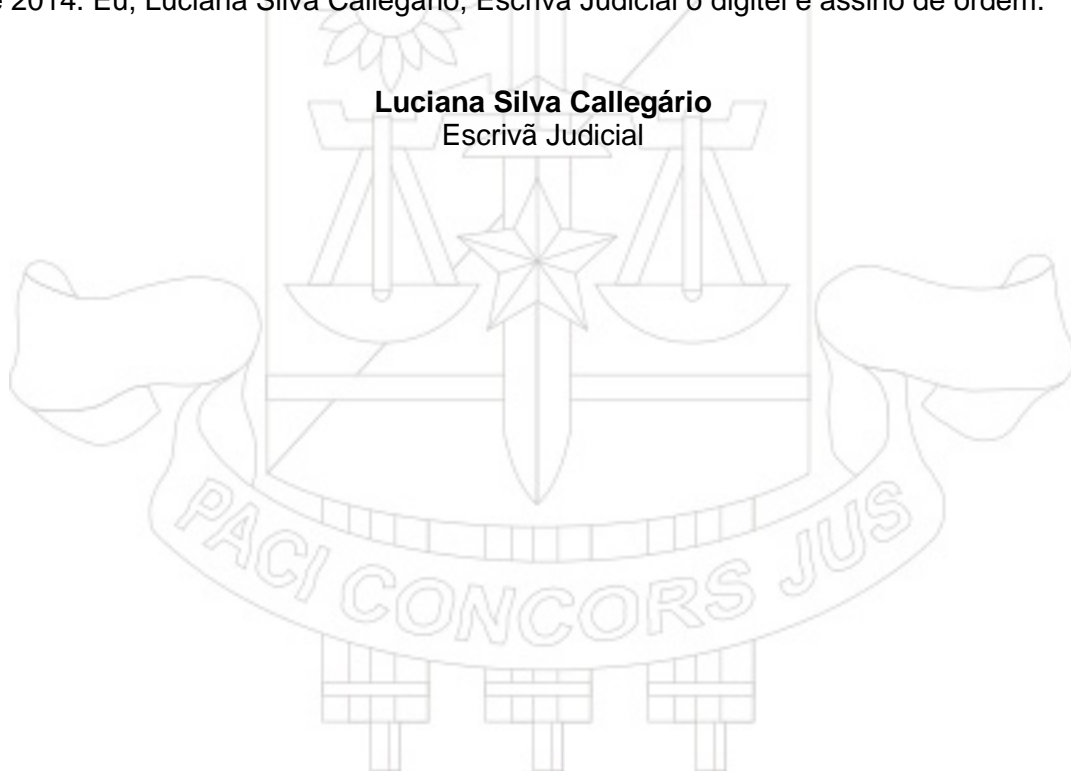 e 2014. Eu, Luciana Silva Callegário, Escrivã Judicial o digitei e assino de ordem.
Luciana Silva Callegário
Escrivã Judicial
PACI CONCORS JUS